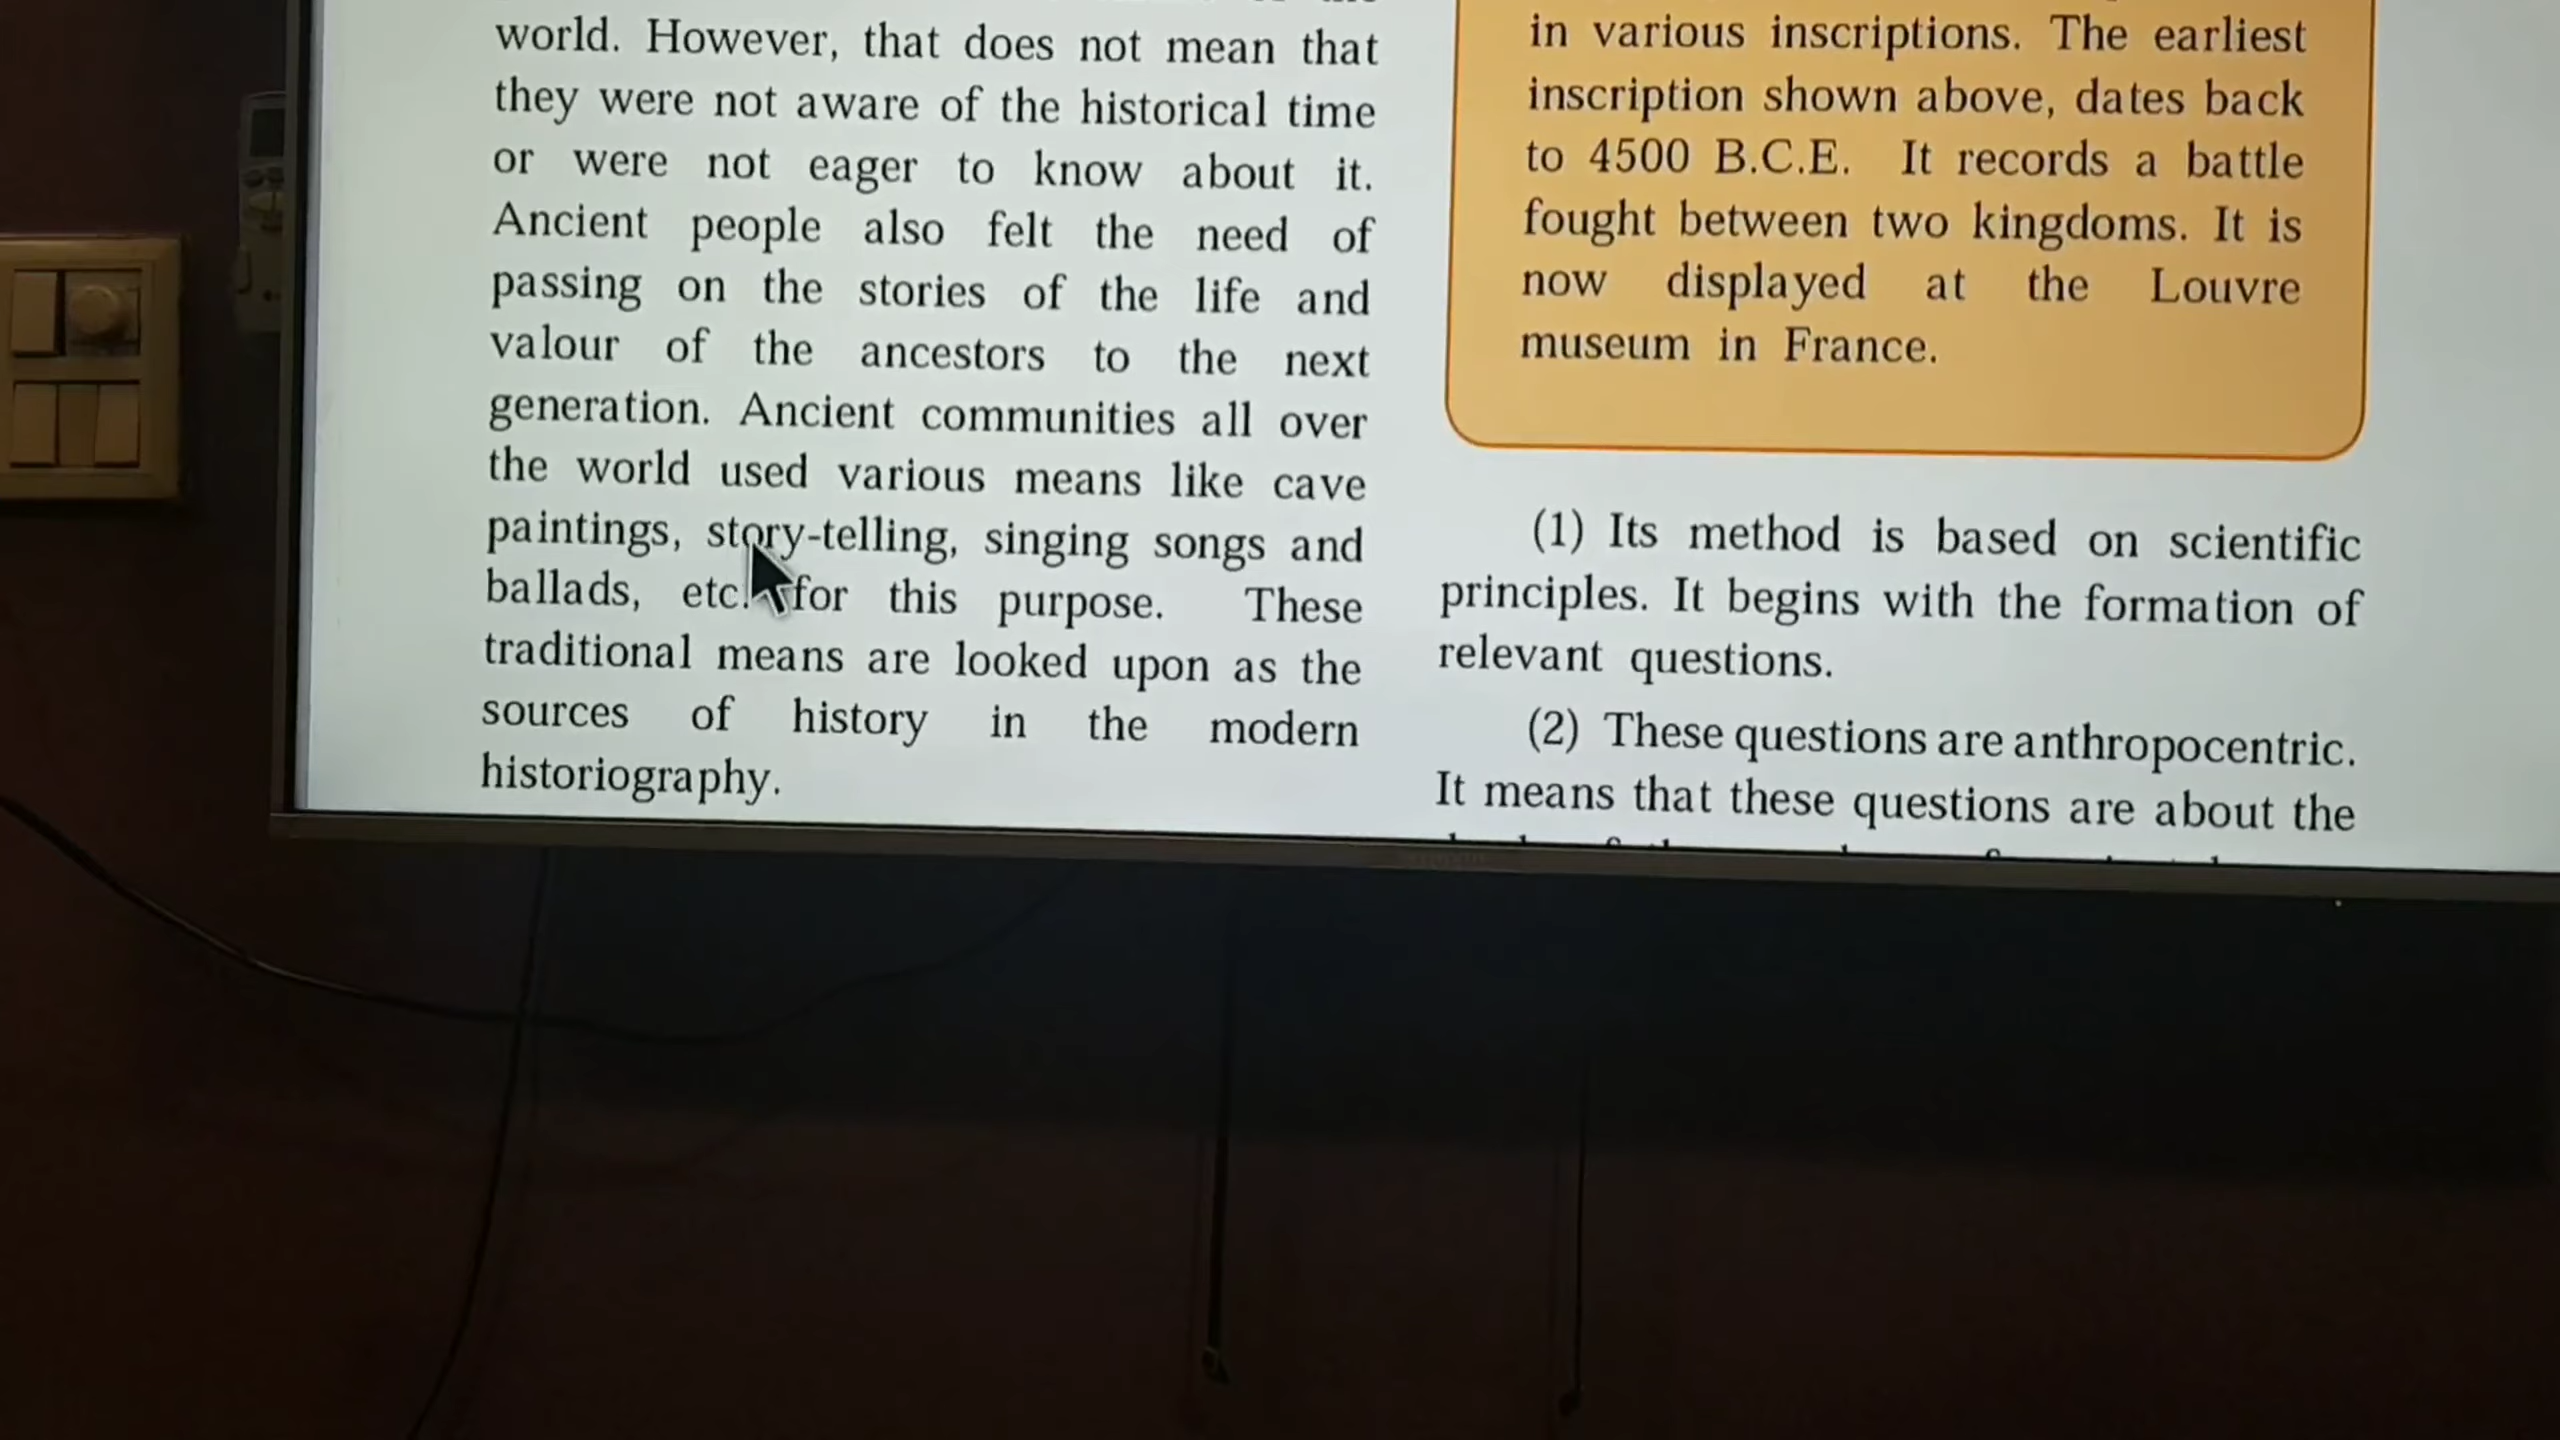 world. However, that does not mean that
they were not aware of the historical time
or were not eager to know about it.
Ancient people also felt the need of
passing on the stories of the life and
valour of the ancestors to the next
generation. Ancient communities all over
the world used various means like cave
paintings, story-telling, singing songs and
ballads, etc. for this purpose. These
traditional means are looked upon as the
sources of history in the modern
historiography.
in various inscriptions. The earliest
inscription shown above, dates back
to 4500 B.C.E. It records a battle
fought between two kingdoms. It is
now displayed at the Louvre
museum in France.
(1) Its method is based on scientific
principles. It begins with the formation of
relevant questions.
(2) These questions are anthropocentric.
It means that these questions are about the